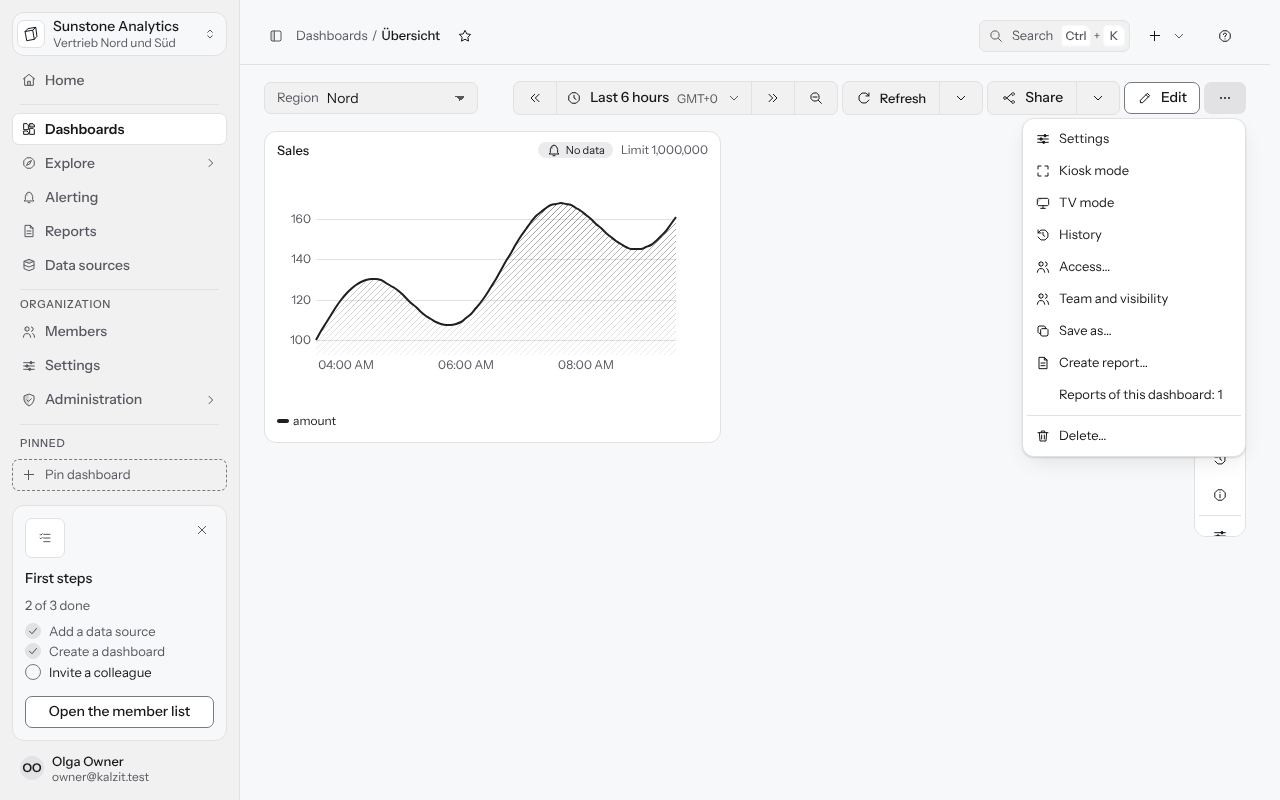 Sunstone Analytics
Vertrieb Nord und Süd
Home
Dashboards
Explore
Alerting
Reports
Data sources
ORGANIZATION
Members
Settings
Administration
PINNED
Pin dashboard
First steps
2 of 3 done
Add a data source
Create a dashboard
Invite a colleague
Open the member list
OO
Olga Owner
owner@kalzit.test
Dashboards / Übersicht
Search Ctrl + K
Region Nord
Last 6 hours GMT+0
Refresh
Share
Edit
Sales
No data
Limit 1,000,000
160
140
120
100
04:00 AM 06:00 AM 08:00 AM
amount
Settings
Kiosk mode
TV mode
History
Access...
Team and visibility
Save as...
Create report...
Reports of this dashboard: 1
Delete...